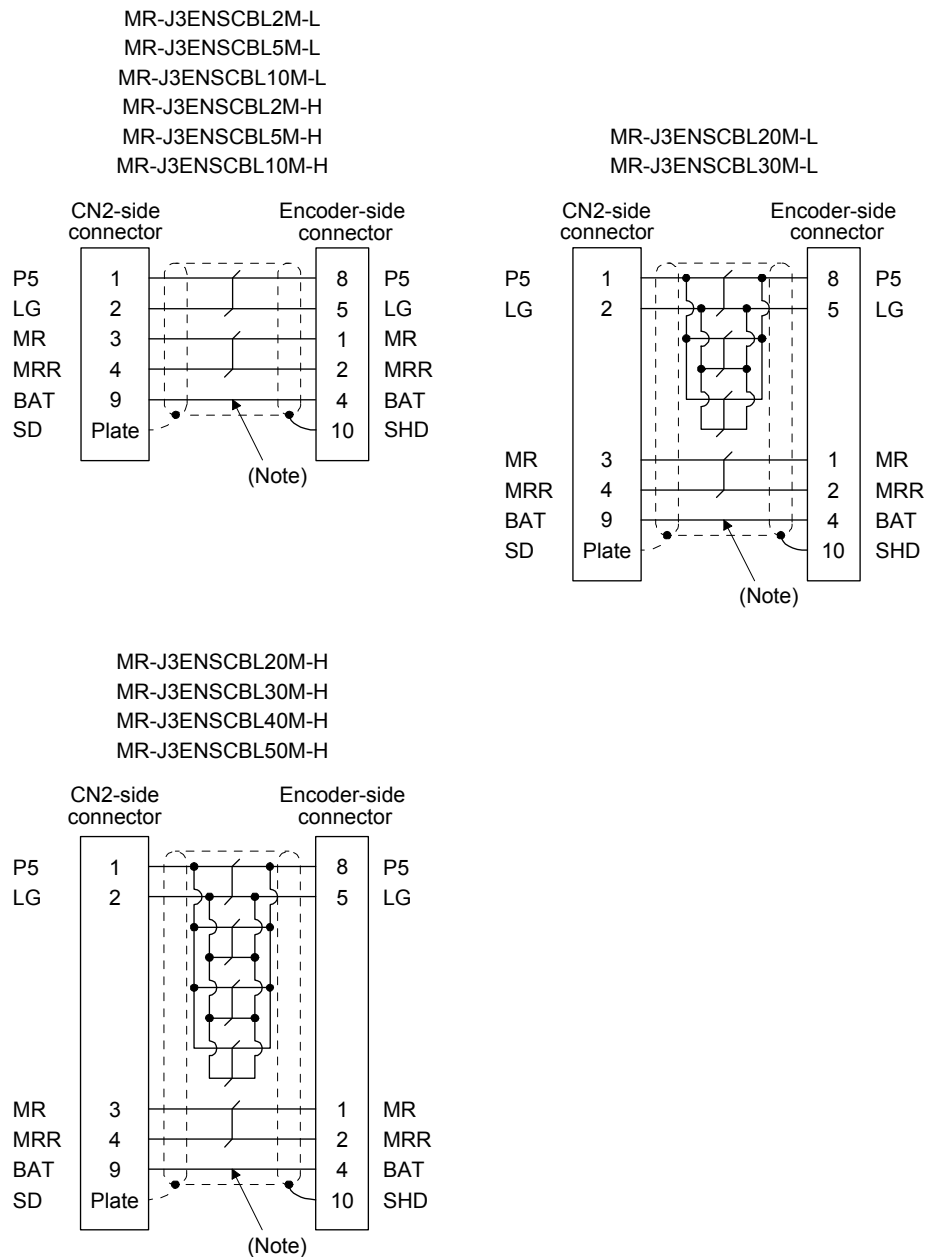 MR-J3ENSCBL2M-L
MR-J3ENSCBL5M-L
MR-J3ENSCBL10M-L
MR-J3ENSCBL2M-H
MR-J3ENSCBL5M-H
MR-J3ENSCBL10M-H
CN2-side connector Encoder-side connector
P5 1 8 P5
LG 2 5 LG
MR 3 1 MR
MRR 4 2 MRR
BAT 9 4 BAT
SD Plate 10 SHD
(Note)
MR-J3ENSCBL20M-L
MR-J3ENSCBL30M-L
CN2-side connector Encoder-side connector
P5 1 8 P5
LG 2 5 LG
MR 3 1 MR
MRR 4 2 MRR
BAT 9 4 BAT
SD Plate 10 SHD
(Note)
MR-J3ENSCBL20M-H
MR-J3ENSCBL30M-H
MR-J3ENSCBL40M-H
MR-J3ENSCBL50M-H
CN2-side connector Encoder-side connector
P5 1 8 P5
LG 2 5 LG
MR 3 1 MR
MRR 4 2 MRR
BAT 9 4 BAT
SD Plate 10 SHD
(Note)